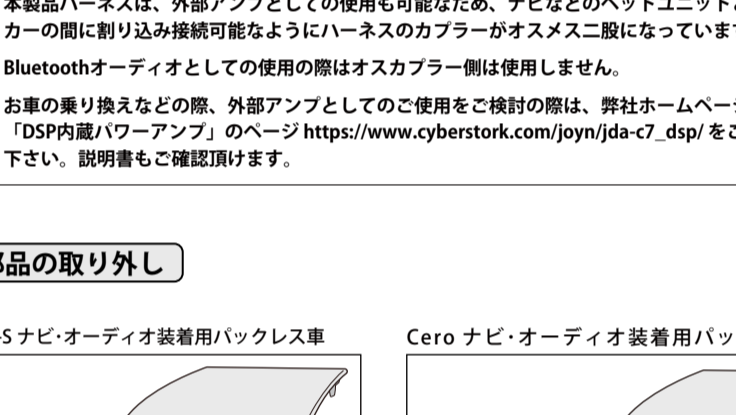 本製品ハーネスは、外部アンプとしての使用も可能なため、ナビなどのヘッドユニットと
カーの間に割り込み接続可能なようにハーネスのカプラーがオスメス二股になっています
Bluetoothオーディオとしての使用の際はオスカプラー側は使用しません。
お車の乗り換えなどの際、外部アンプとしてのご使用をご検討の際は、弊社ホームページ
「DSP内蔵パワーアンプ」のページ https://www.cyberstork.com/joyn/jda-c7_dsp/ をご
下さい。説明書もご確認頂けます。
部品の取り外し
-S ナビ・オーディオ装着用パックレス車
Cero ナビ・オーディオ装着用パッ